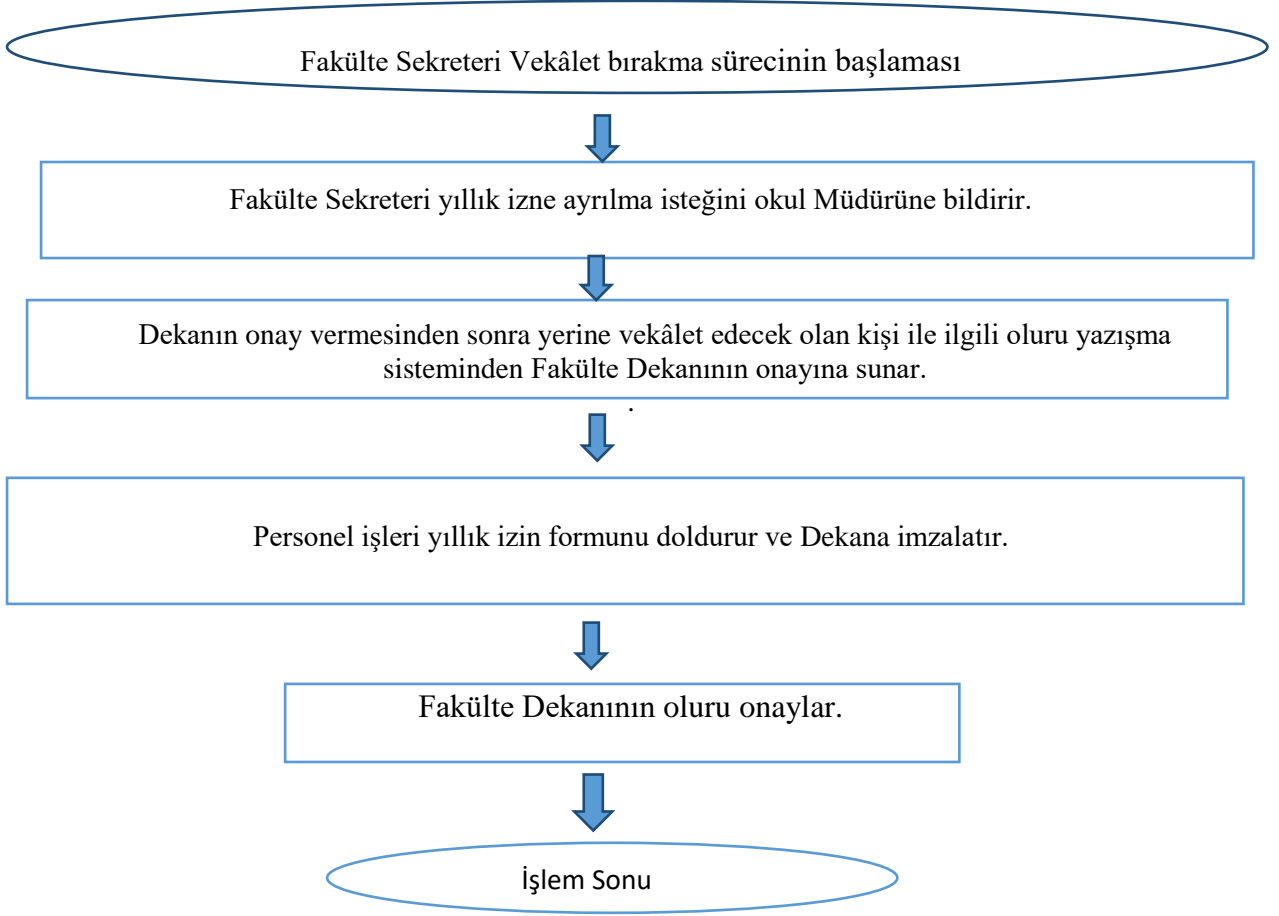 Fakülte Sekreteri Vekâlet bırakma sürecinin başlaması
Fakülte Sekreteri yıllık izne ayrılma isteğini okul Müdürüne bildirir.
Dekanın onay vermesinden sonra yerine vekâlet edecek olan kişi ile ilgili oluru yazışma
sisteminden Fakülte Dekanının onayına sunar.
.
Personel işleri yıllık izin formunu doldurur ve Dekana imzalatır.
Fakülte Dekanının oluru onaylar.
İşlem Sonu